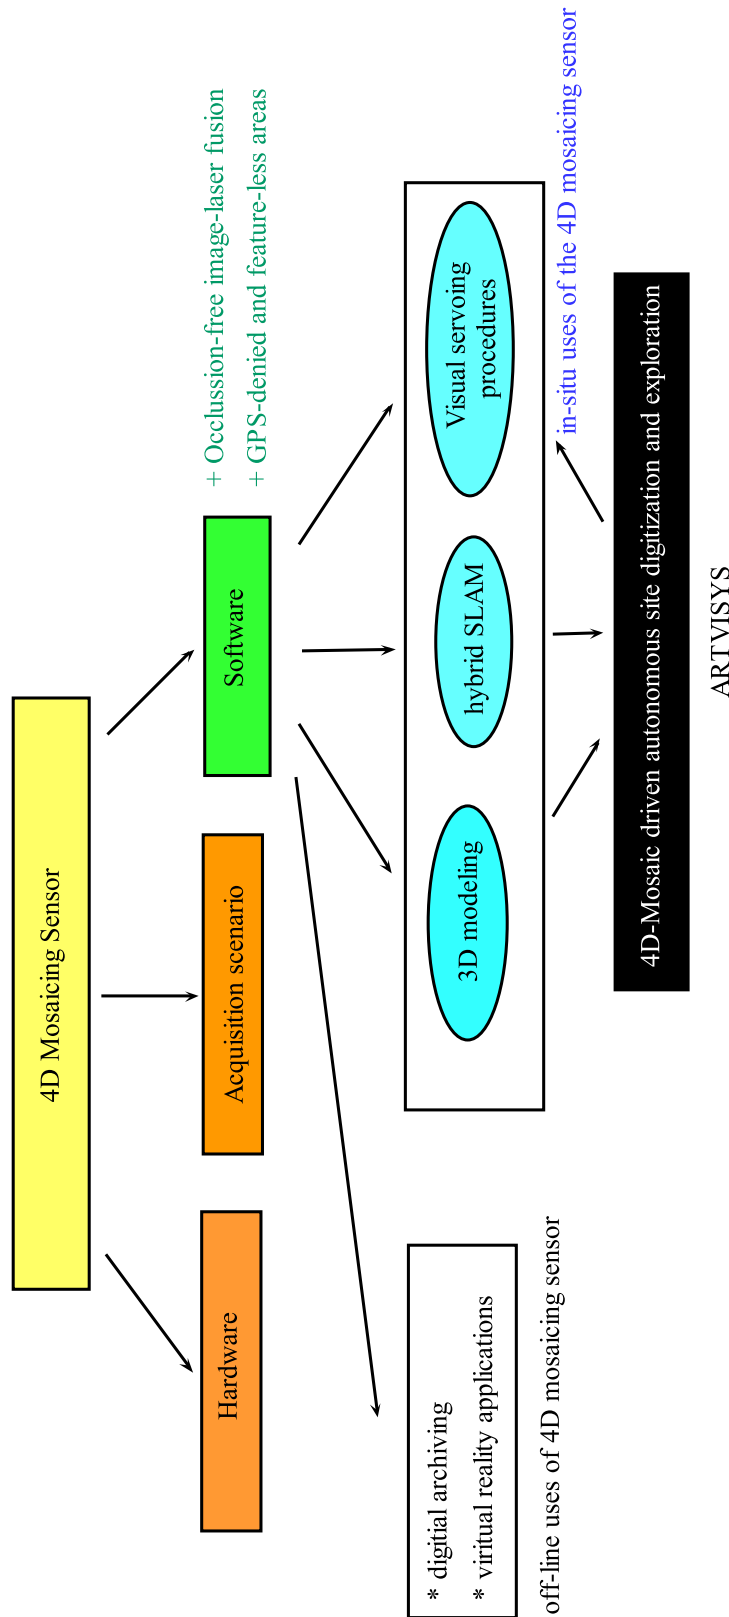 4D Mosaicing Sensor
Hardware
Acquisition scenario
Software
+ Occlussion-free image-laser fusion
+ GPS-denied and feature-less areas
* digitial archiving
* viritual reality applications
off-line uses of 4D mosaicing sensor
3D modeling
hybrid SLAM
Visual servoing
procedures
in-situ uses of the 4D mosaicing sensor
4D-Mosaic driven autonomous site digitization and exploration
ARTVISYS